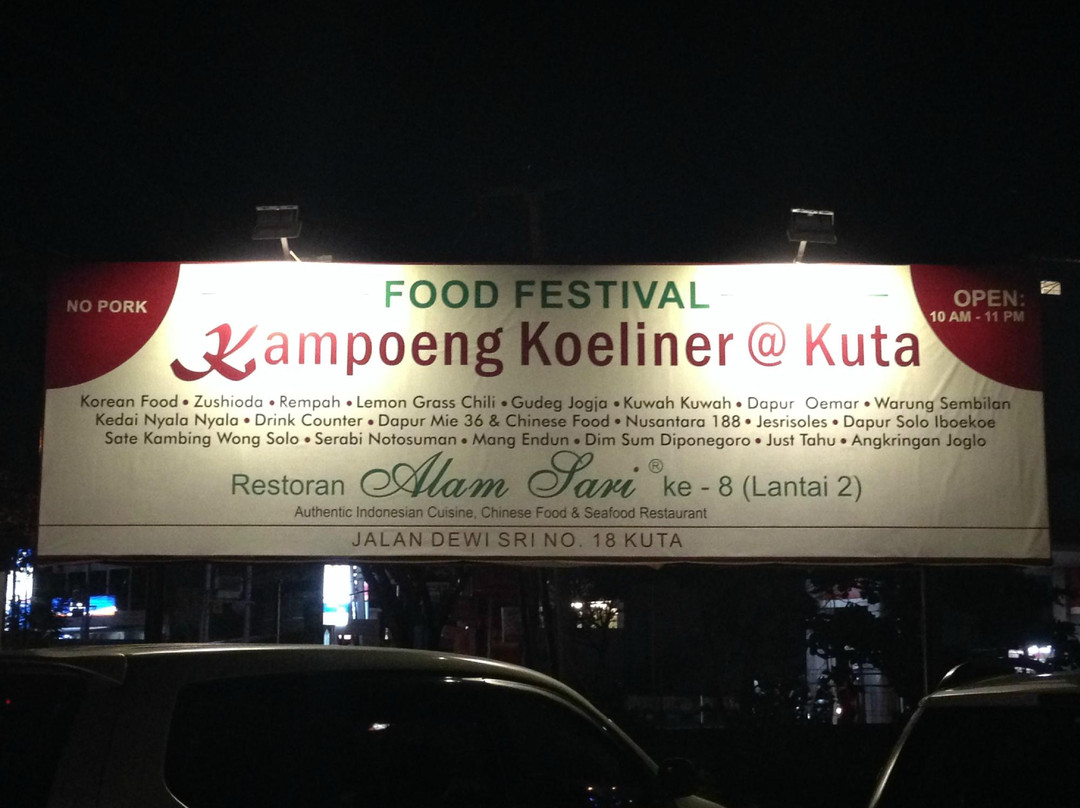 NO PORK
FOOD FESTIVAL
OPEN:
10 AM - 11 PM
Kampoeng Koeliner @ Kuta
Korean Food • Zushioda • Rempah • Lemon Grass Chili • Gudeg Jogja • Kuwah Kuwah • Dapur Oemar • Warung Sembilan
Kedai Nyala Nyala • Drink Counter • Dapur Mie 36 & Chinese Food • Nusantara 188 • Jesrisoles • Dapur Solo Iboekoe
Sate Kambing Wong Solo • Serabi Notosuman • Mang Endun • Dim Sum Diponegoro • Just Tahu • Angkringan Joglo
Restoran Alam Sari ® ke - 8 (Lantai 2)
Authentic Indonesian Cuisine, Chinese Food & Seafood Restaurant
JALAN DEWI SRI NO. 18 KUTA